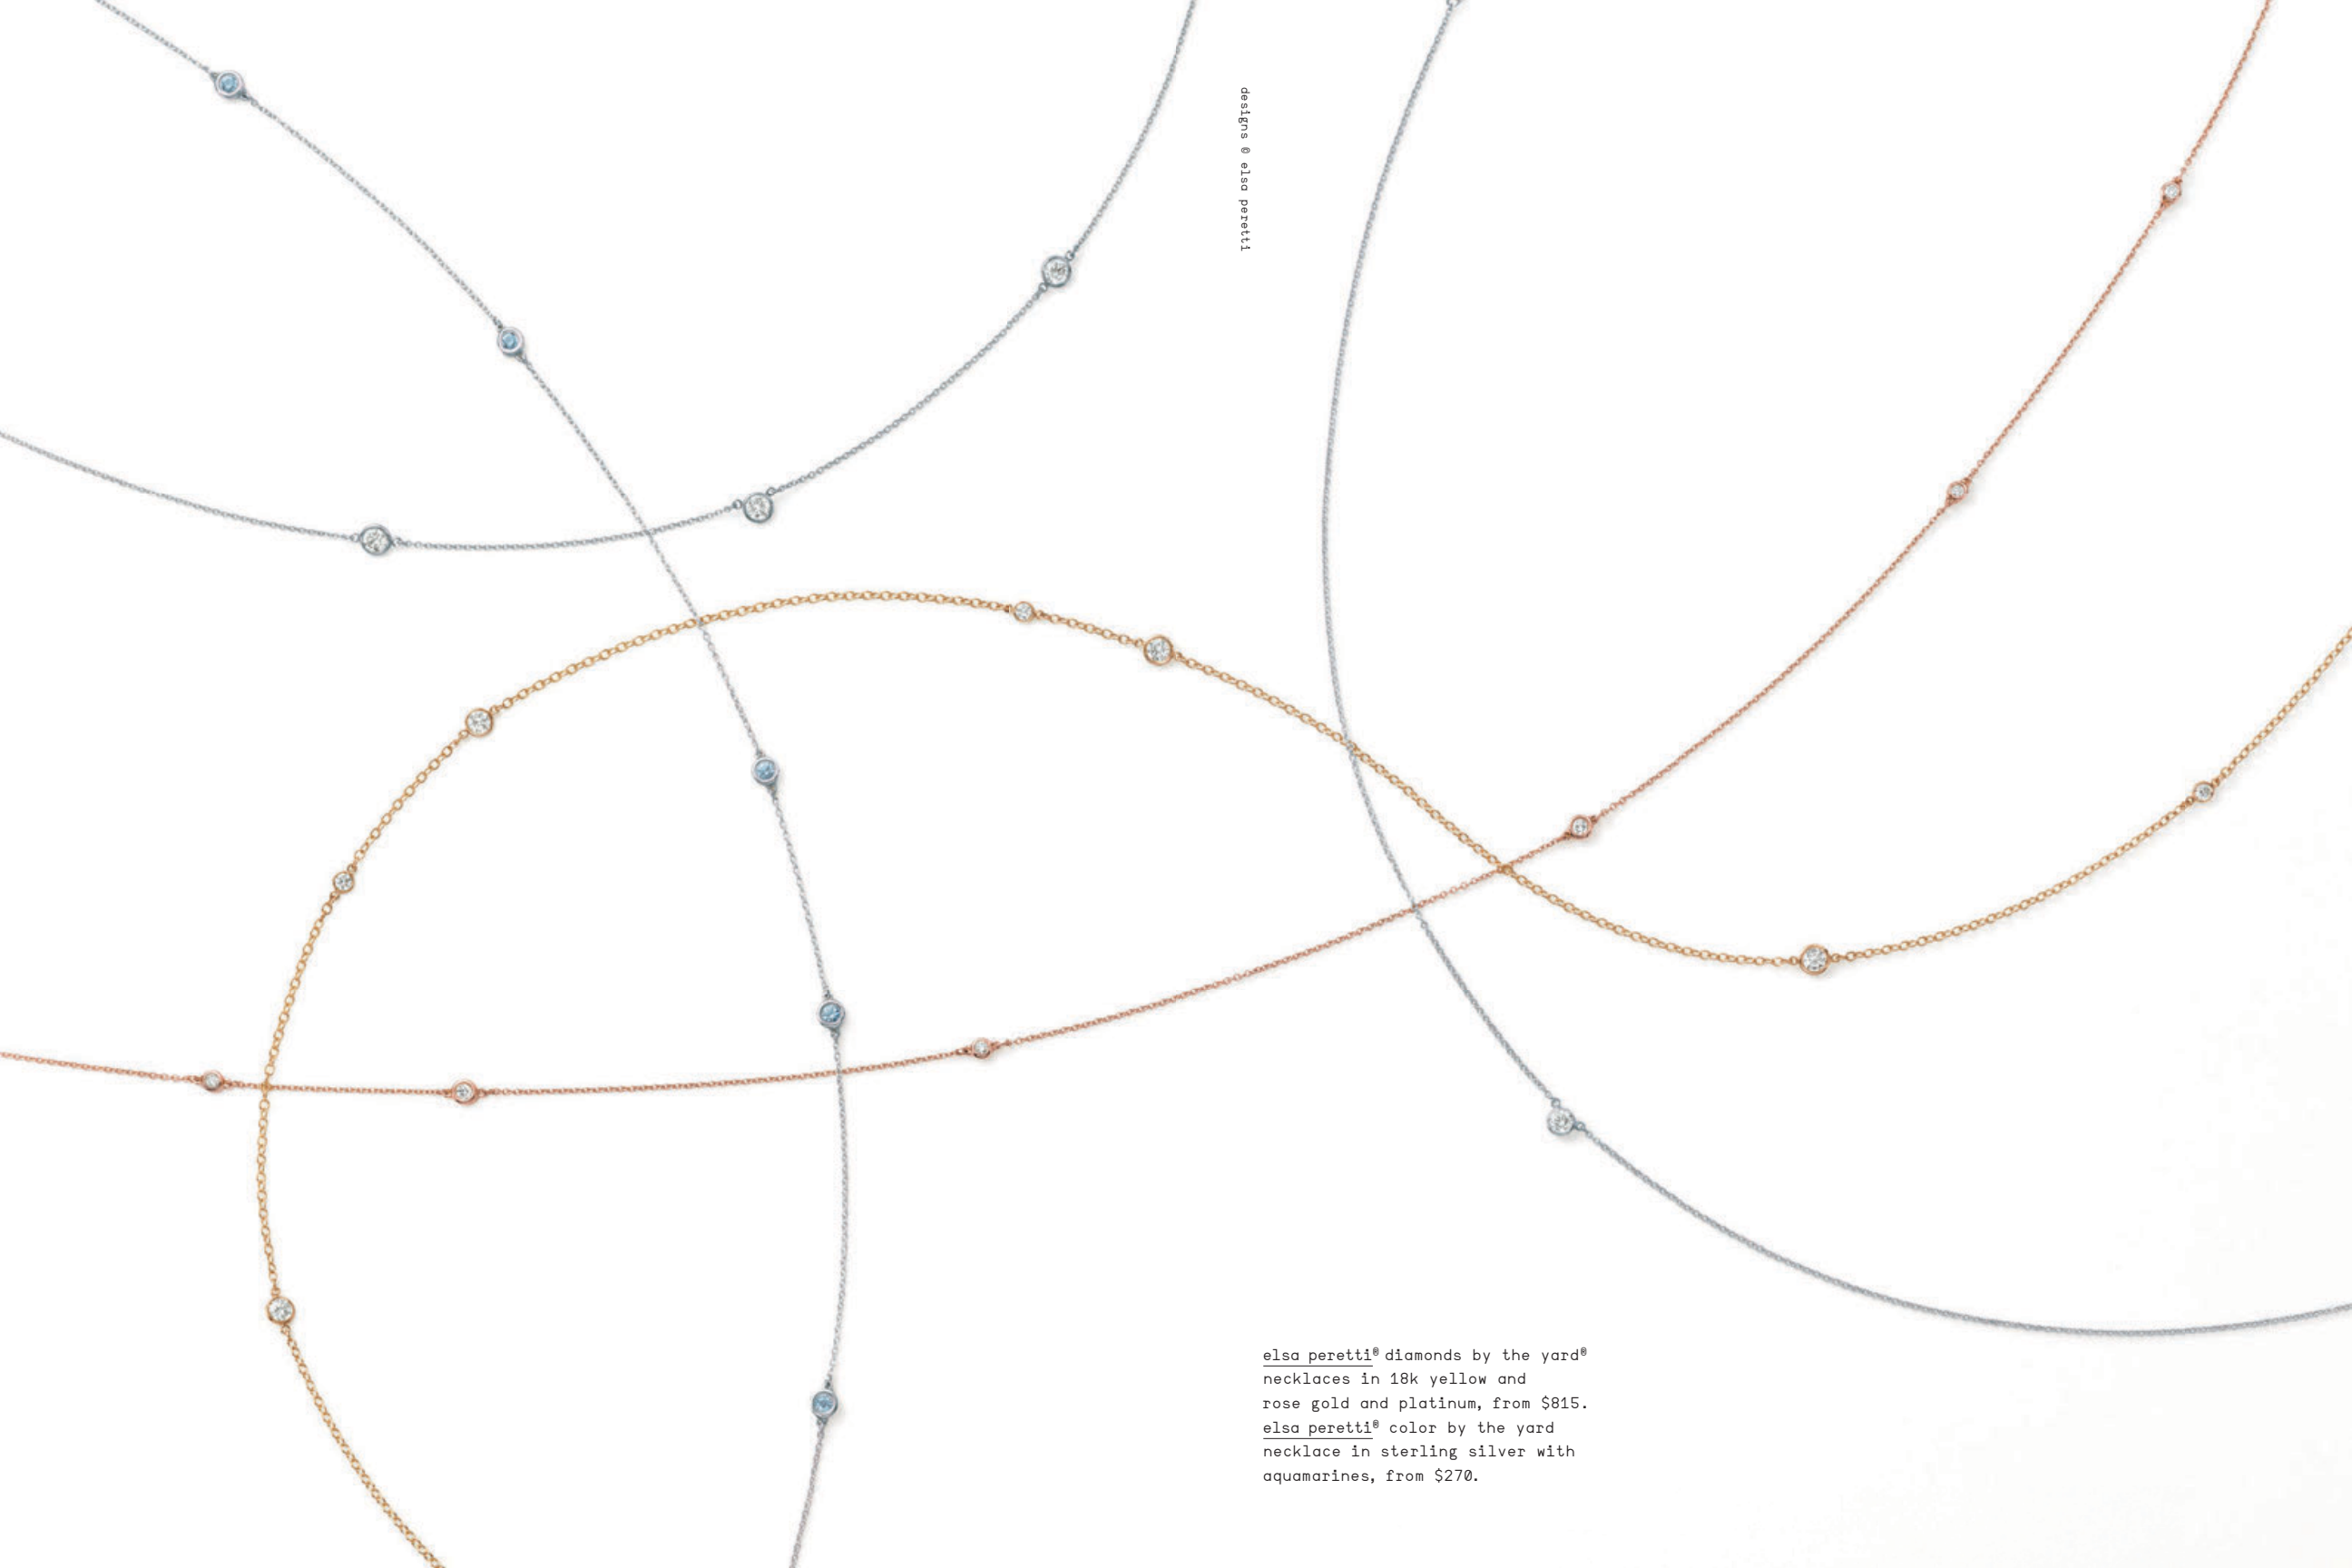 designs © elsa peretti
elsa peretti® diamonds by the yard®
necklaces in 18k yellow and
rose gold and platinum, from $815.
elsa peretti® color by the yard
necklace in sterling silver with
aquamarines, from $270.